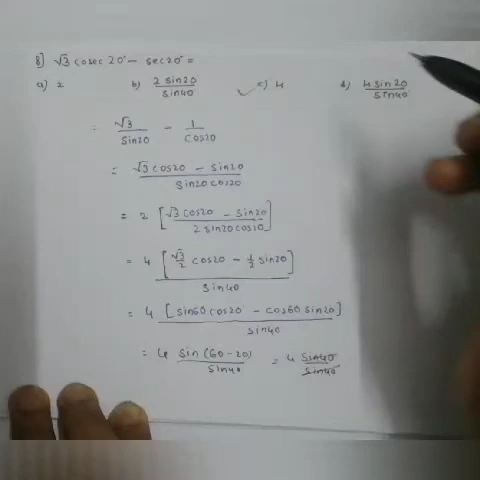 8] √3 cosec 20° - sec 20° =
a) 2 b) 2 sin20 / sin40 ✓ c) 4 d) 4 sin20 / sin40
= √3 / sin20 - 1 / cos20
= √3 cos20 - sin20 / sin20 cos20
= 2 [ √3 cos20 - sin20 / 2 sin20 cos20 ]
= 4 [ √3/2 cos20 - 1/2 sin20 ] / sin40
= 4 [ sin60 cos20 - cos60 sin20 ] / sin40
= 4 sin(60-20) / sin40 = 4 sin40 / sin40